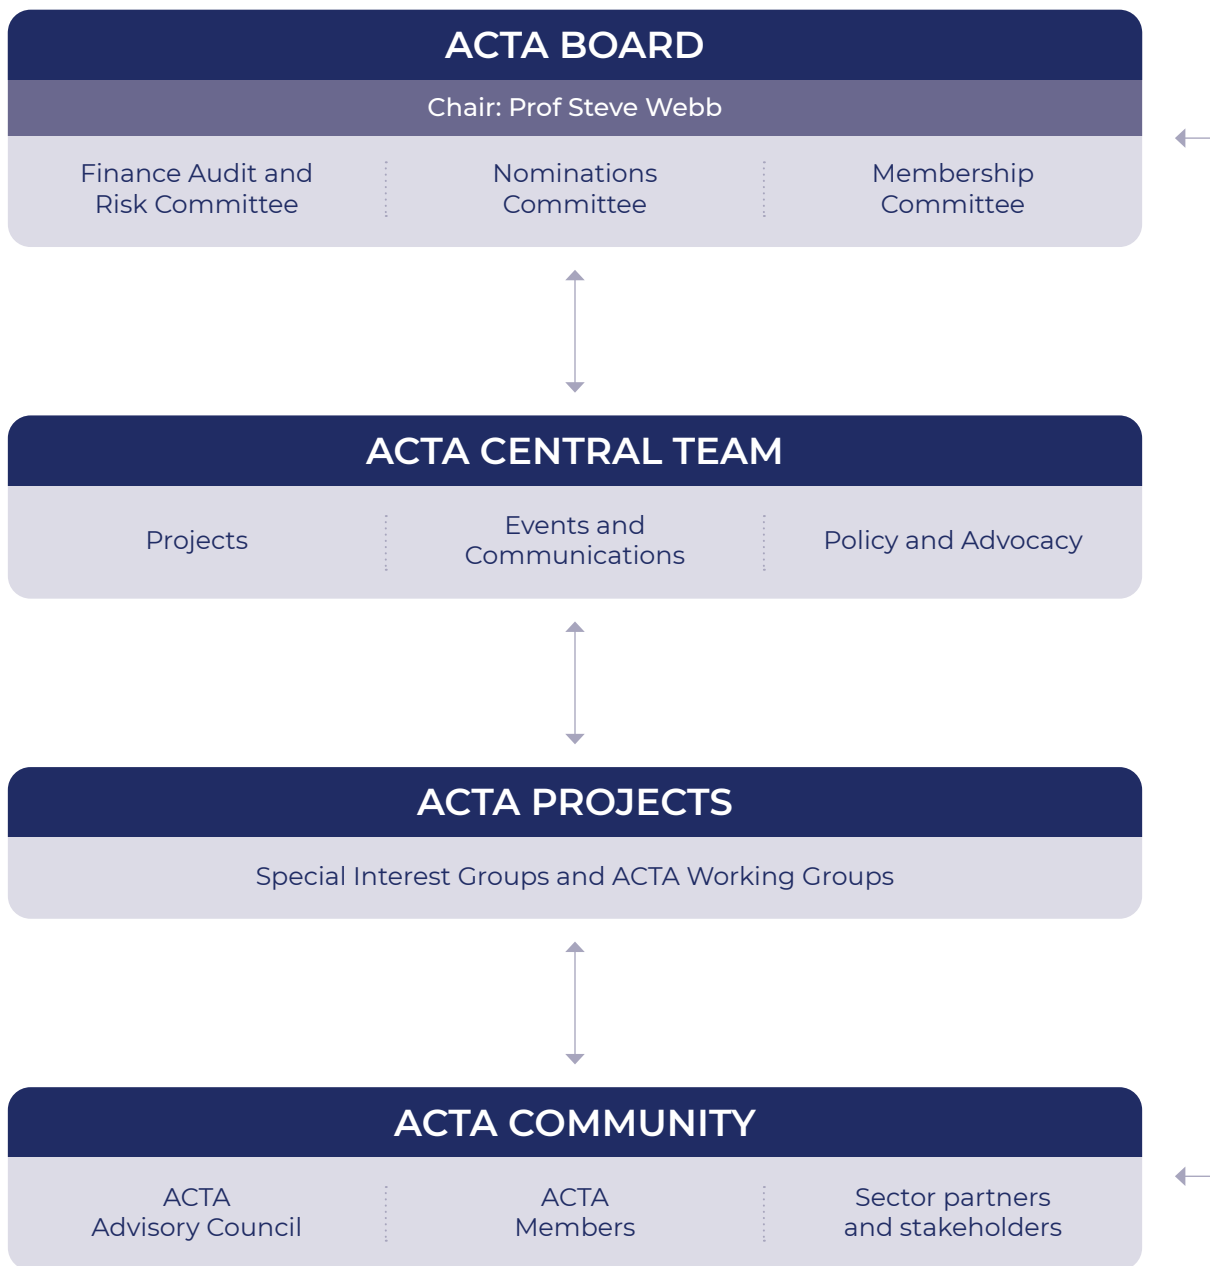 ACTA BOARD
Chair: Prof Steve Webb
Finance Audit and
Risk Committee
Nominations
Committee
Membership
Committee
ACTA CENTRAL TEAM
Projects
Events and
Communications
Policy and Advocacy
ACTA PROJECTS
Special Interest Groups and ACTA Working Groups
ACTA COMMUNITY
ACTA
Advisory Council
ACTA
Members
Sector partners
and stakeholders